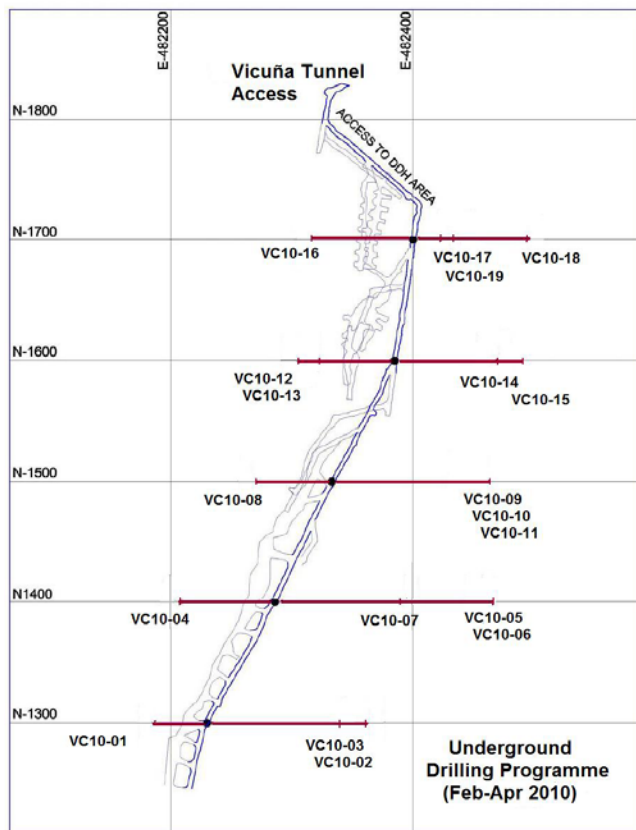 E-482200
E-482400
Vicuña Tunnel
Access
N-1800
ACCESS TO DDH AREA
N-1700
VC10-16
VC10-17
VC10-18
VC10-19
N-1600
VC10-12
VC10-14
VC10-13
VC10-15
N-1500
VC10-08
VC10-09
VC10-10
VC10-11
N1400
VC10-04
VC10-07
VC10-05
VC10-06
N-1300
VC10-01
VC10-03
VC10-02
Underground
Drilling Programme
(Feb-Apr 2010)